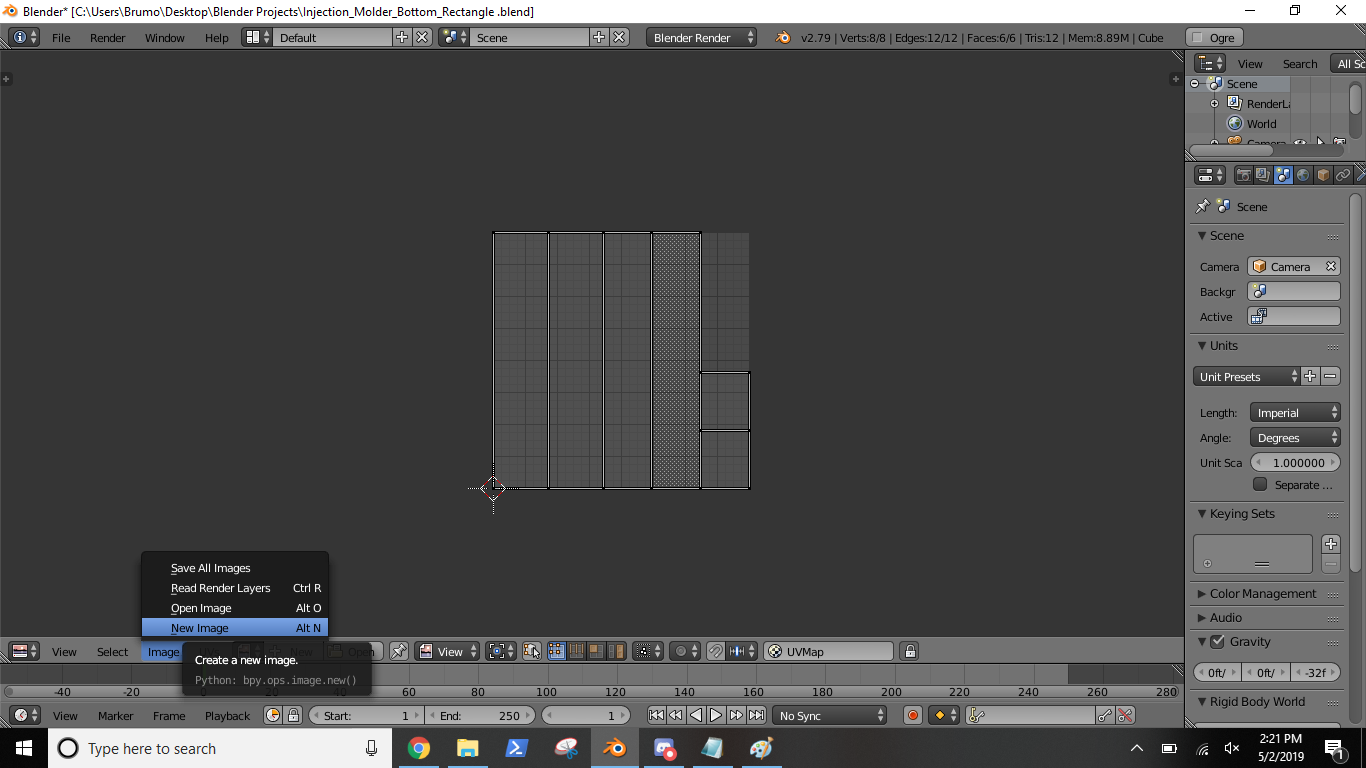 Blender* [C:\Users\Brumo\Desktop\Blender Projects\Injection_Molder_Bottom_Rectangle .blend]
File Render Window Help Default Scene Blender Render v2.79 | Verts:8/8 | Edges:12/12 | Faces:6/6 | Tris:12 | Mem:8.89M | Cube Ogre
View Search All Sc
Scene
RenderLa
World
Camera
Scene
Scene
Camera Camera
Backgr
Active
Units
Unit Presets
Length: Imperial
Angle: Degrees
Unit Sca 1.000000
Separate ...
Keying Sets
Color Management
Audio
Gravity
0ft/ 0ft/ -32f
Rigid Body World
Save All Images
Read Render Layers Ctrl R
Open Image Alt O
New Image Alt N
View Select Image New Open View UVMap
Create a new image.
Python: bpy.ops.image.new()
-40 -20 60 80 100 120 140 160 180 200 220 240 260 280
View Marker Frame Playback Start: 1 End: 250 1 No Sync
Type here to search
2:21 PM
5/2/2019
1